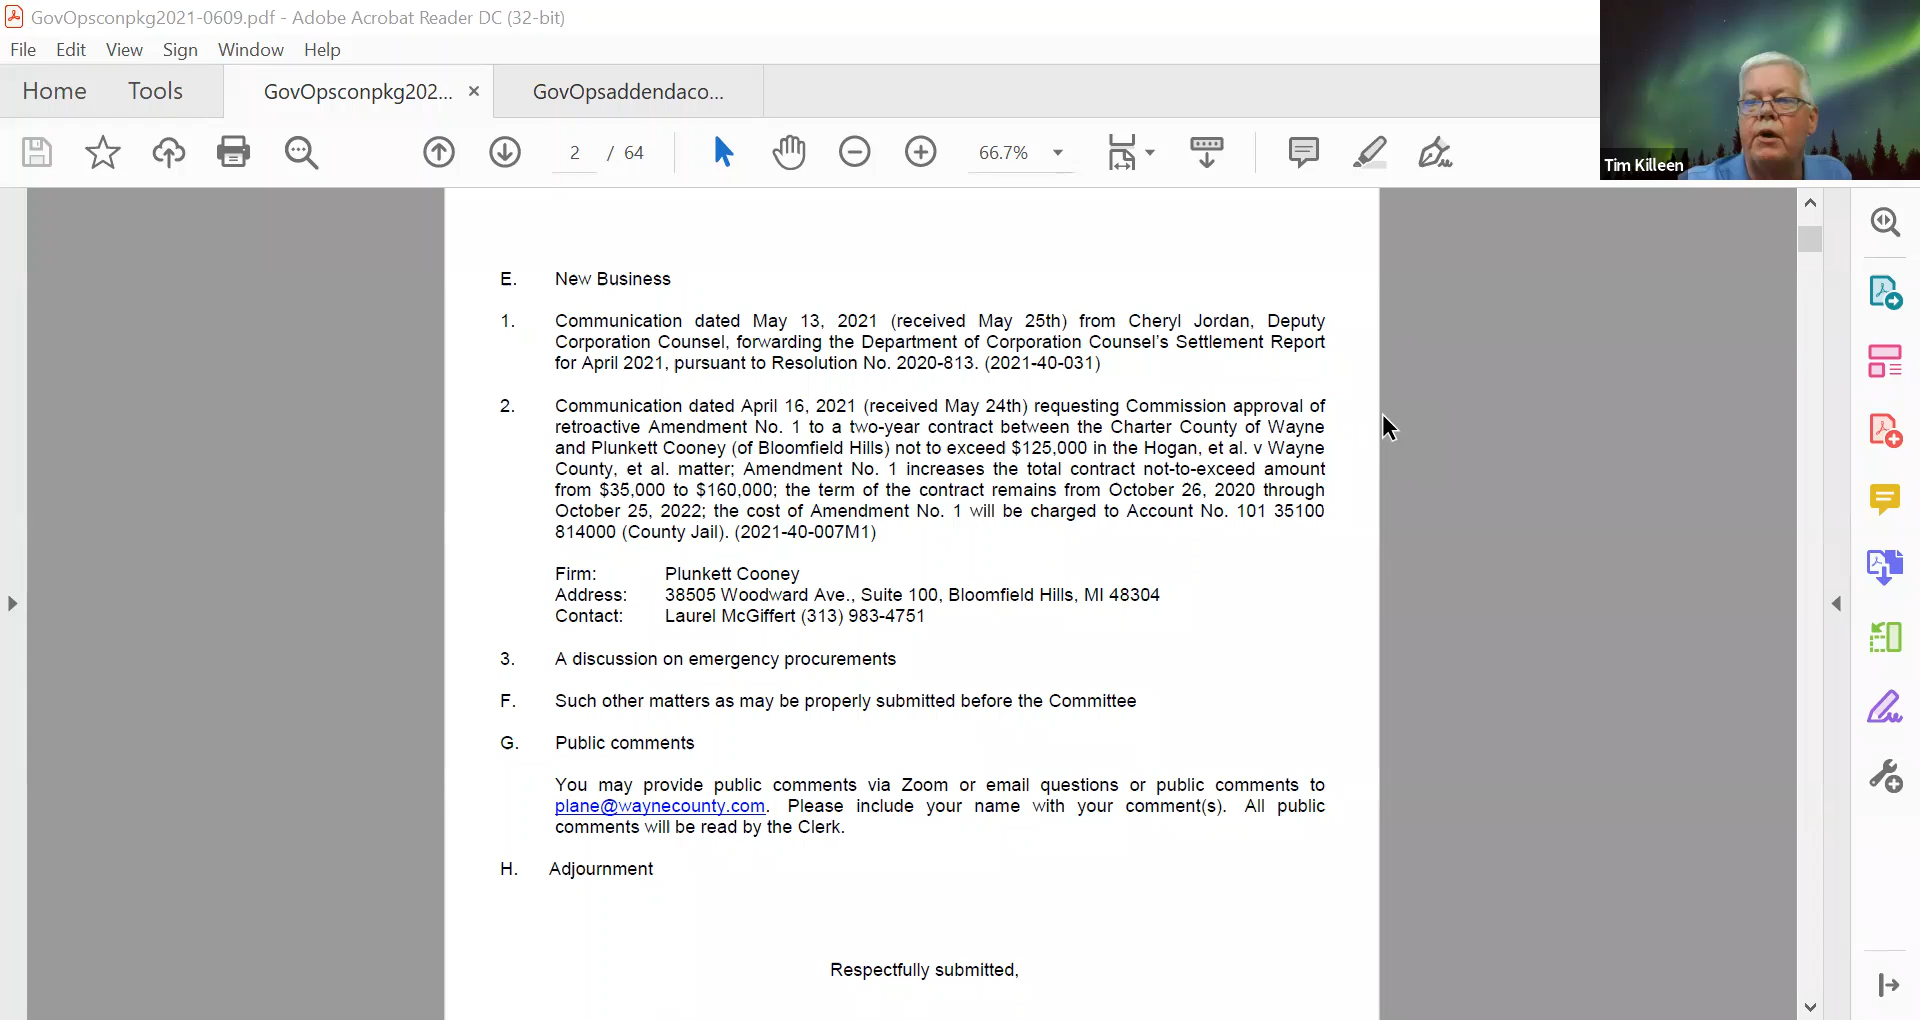 GovOpsconpkg2021-0609.pdf - Adobe Acrobat Reader DC (32-bit)
File Edit View Sign Window Help
Home Tools GovOpsconpkg202... × GovOpsaddendaco...
2 / 64 66.7%
Tim Killeen
E. New Business
1. Communication dated May 13, 2021 (received May 25th) from Cheryl Jordan, Deputy
Corporation Counsel, forwarding the Department of Corporation Counsel's Settlement Report
for April 2021, pursuant to Resolution No. 2020-813. (2021-40-031)
2. Communication dated April 16, 2021 (received May 24th) requesting Commission approval of
retroactive Amendment No. 1 to a two-year contract between the Charter County of Wayne
and Plunkett Cooney (of Bloomfield Hills) not to exceed $125,000 in the Hogan, et al. v Wayne
County, et al. matter; Amendment No. 1 increases the total contract not-to-exceed amount
from $35,000 to $160,000; the term of the contract remains from October 26, 2020 through
October 25, 2022; the cost of Amendment No. 1 will be charged to Account No. 101 35100
814000 (County Jail). (2021-40-007M1)
Firm: Plunkett Cooney
Address: 38505 Woodward Ave., Suite 100, Bloomfield Hills, MI 48304
Contact: Laurel McGiffert (313) 983-4751
3. A discussion on emergency procurements
F. Such other matters as may be properly submitted before the Committee
G. Public comments
You may provide public comments via Zoom or email questions or public comments to
plane@waynecounty.com. Please include your name with your comment(s). All public
comments will be read by the Clerk.
H. Adjournment
Respectfully submitted,